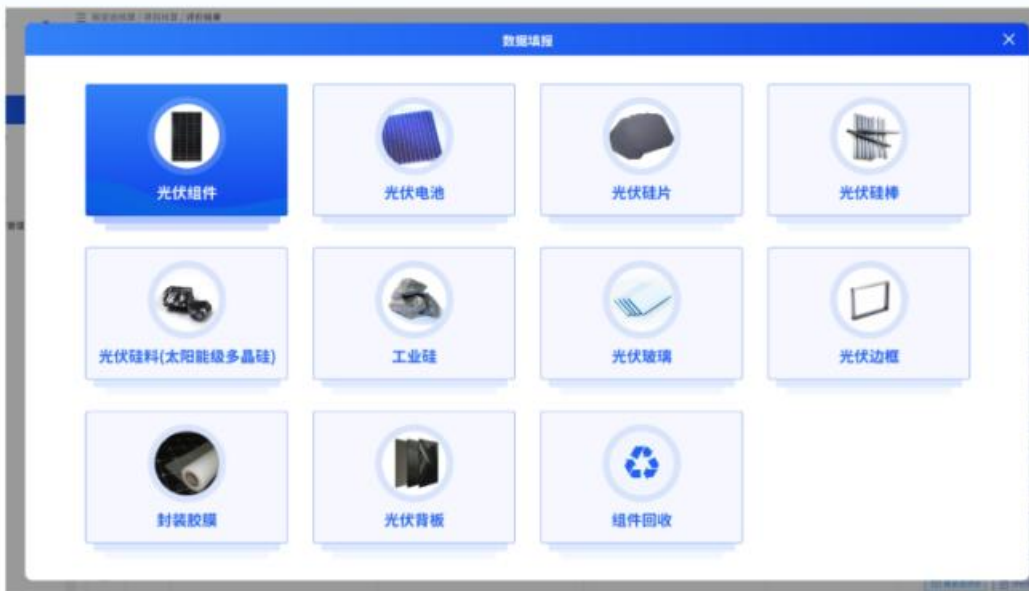 数据填报
光伏组件
光伏电池
光伏硅片
光伏硅棒
光伏硅料(太阳能级多晶硅)
工业硅
光伏玻璃
光伏边框
封装胶膜
光伏背板
组件回收